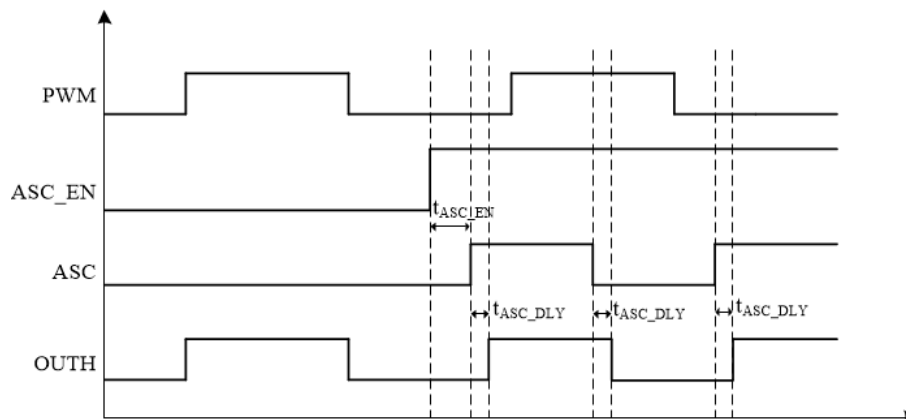 PWM
ASC_EN
tASC_EN
ASC
tASC_DLY tASC_DLY tASC_DLY
OUTH